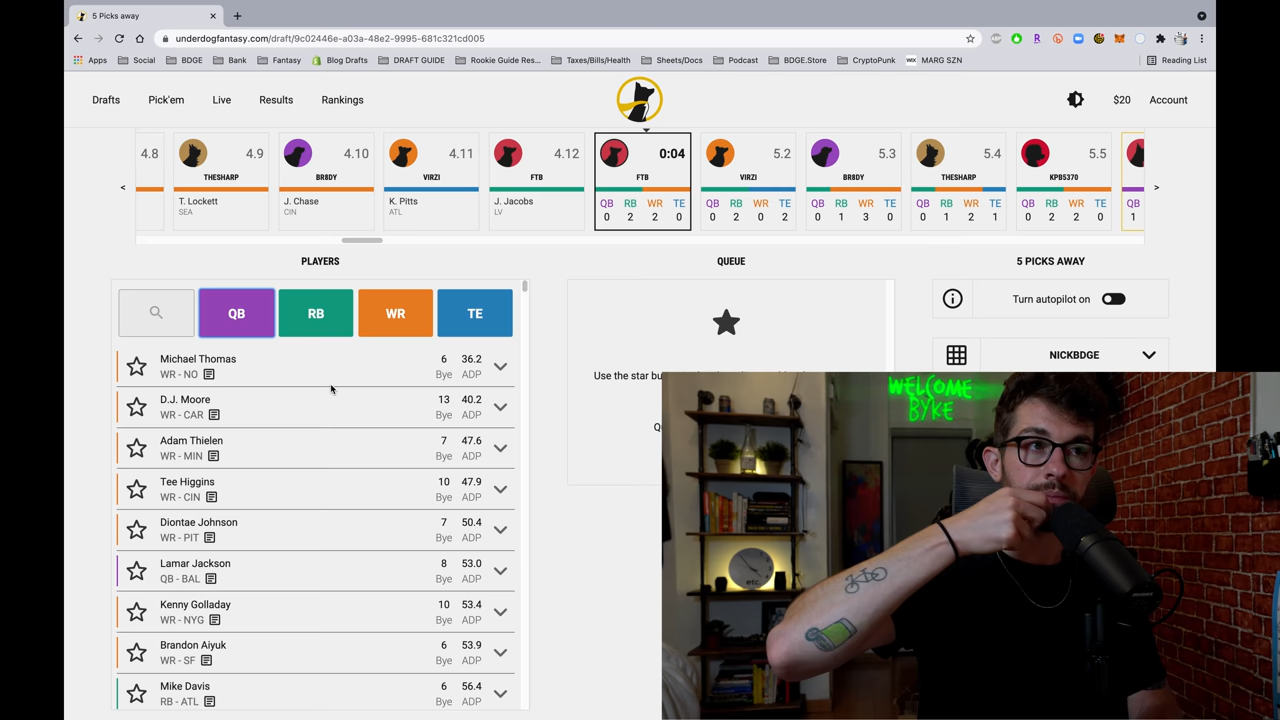 5 Picks away
underdogfantasy.com/draft/9c02446e-a03a-48e2-9995-681c321cd005
Apps Social BDGE Bank Fantasy Blog Drafts DRAFT GUIDE Rookie Guide Res... Taxes/Bills/Health Sheets/Docs Podcast BDGE.Store CryptoPunk WIX MARG SZN Reading List
Drafts Pick'em Live Results Rankings $20 Account
4.8 4.9 4.10 4.11 4.12 0:04 5.2 5.3 5.4 5.5
THESHARP BR8DY VIRZI FTB FTB VIRZI BR8DY THESHARP KPB5370
T. Lockett J. Chase K. Pitts J. Jacobs QB RB WR TE QB RB WR TE QB RB WR TE QB RB WR TE QB RB WR TE QB
SEA CIN ATL LV 0 2 2 0 0 2 0 2 0 1 3 0 0 1 2 1 0 2 2 0 1
< >
PLAYERS QUEUE 5 PICKS AWAY
QB RB WR TE
Turn autopilot on
NICKBDGE
Use the star bu
Michael Thomas 6 36.2
WR - NO Bye ADP
D.J. Moore 13 40.2
WR - CAR Bye ADP
Adam Thielen 7 47.6
WR - MIN Bye ADP
Tee Higgins 10 47.9
WR - CIN Bye ADP
Diontae Johnson 7 50.4
WR - PIT Bye ADP
Lamar Jackson 8 53.0
QB - BAL Bye ADP
Kenny Golladay 10 53.4
WR - NYG Bye ADP
Brandon Aiyuk 6 53.9
WR - SF Bye ADP
Mike Davis 6 56.4
RB - ATL Bye ADP
WELCOME
BYKE
etc.